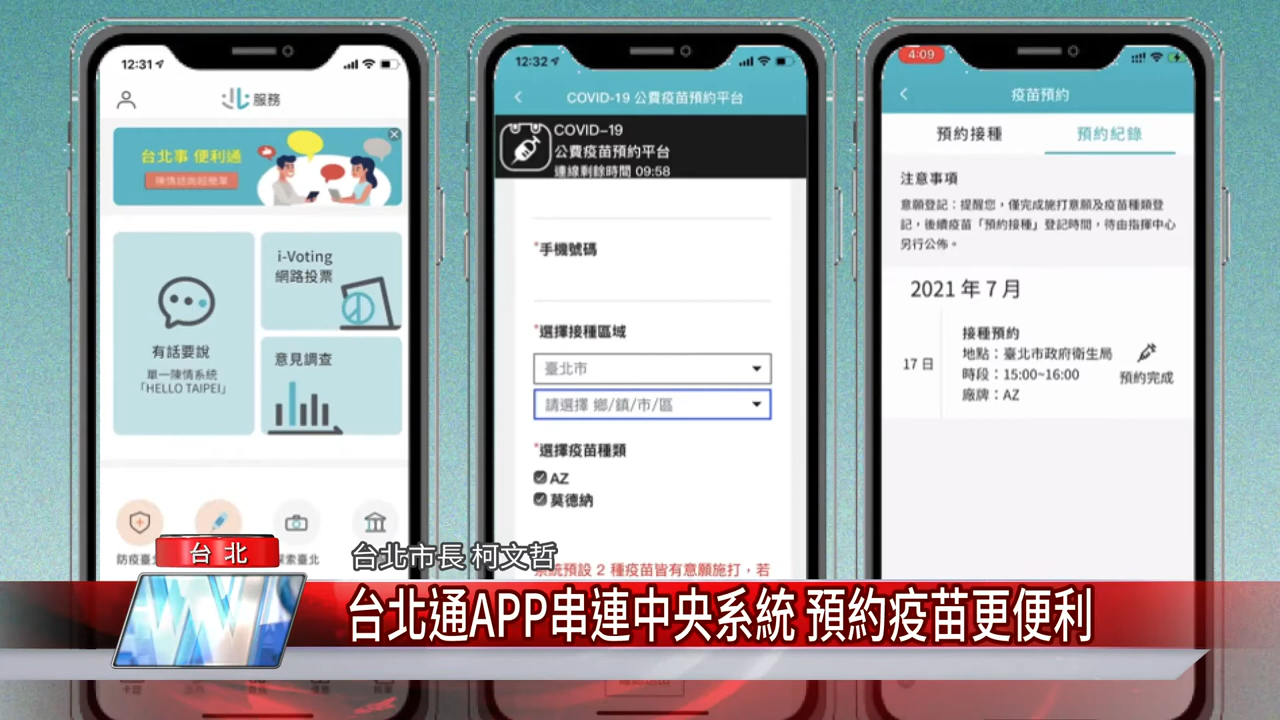 12:31
服務
台北事 便利通
陳情諮詢超簡單
i-Voting
網路投票
有話要說
單一陳情系統
「HELLO TAIPEI」
意見調查
防疫臺
探索臺北
12:32
COVID-19 公費疫苗預約平台
COVID-19
公費疫苗預約平台
連線剩餘時間 09:58
*手機號碼
*選擇接種區域
臺北市
請選擇 鄉/鎮/市/區
*選擇疫苗種類
AZ
莫德納
系統預設 2 種疫苗皆有意願施打，若
4:09
疫苗預約
預約接種
預約紀錄
注意事項
意願登記：提醒您，僅完成施打意願及疫苗種類登
記，後續疫苗「預約接種」登記時間，待由指揮中心
另行公佈。
2021 年 7 月
17 日
接種預約
地點：臺北市政府衛生局
時段：15:00~16:00
廠牌：AZ
預約完成
台北
台北市長 柯文哲
台北通APP串連中央系統 預約疫苗更便利